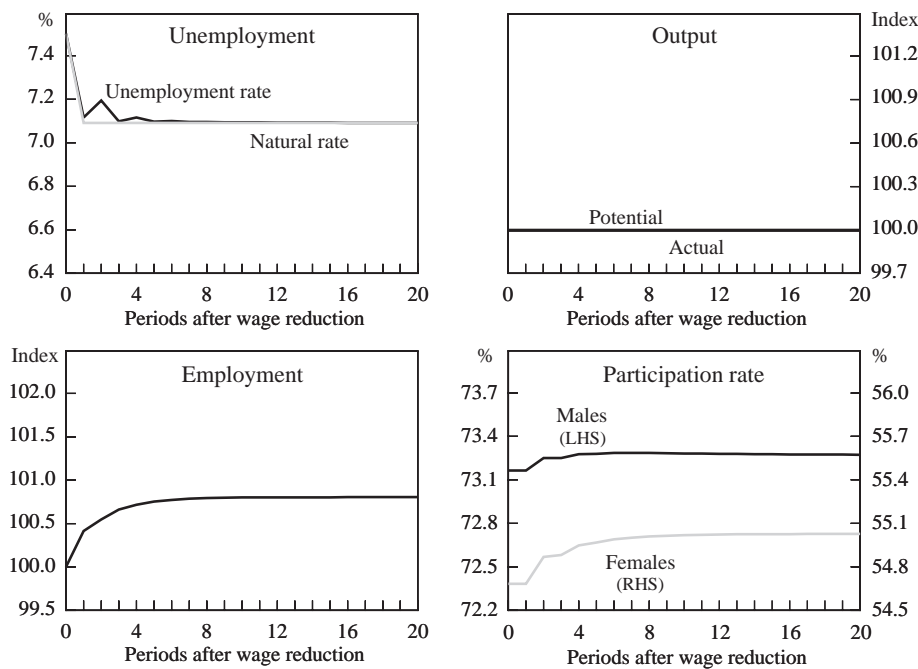 %
Unemployment
7.4
7.2
7.0
6.8
6.6
6.4
Unemployment rate
Natural rate
0 4 8 12 16 20
Periods after wage reduction
Index
Output
101.2
100.9
100.6
100.3
100.0
99.7
Potential
Actual
0 4 8 12 16 20
Periods after wage reduction
Index
Employment
102.0
101.5
101.0
100.5
100.0
99.5
0 4 8 12 16 20
Periods after wage reduction
% %
Participation rate
73.7
73.4
73.1
72.8
72.5
72.2
Males
(LHS)
Females
(RHS)
56.0
55.7
55.4
55.1
54.8
54.5
0 4 8 12 16 20
Periods after wage reduction